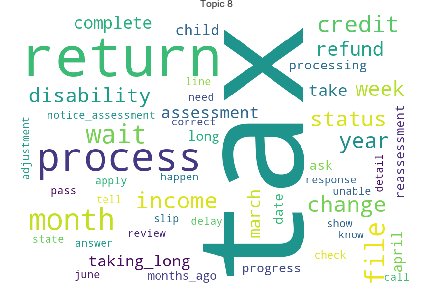 Topic 8
complete
child
credit
return
tax
refund
line
processing
disability
need
take
week
notice_assessment
assessment
correct
status
wait
long
year
adjustment
process
ask
reassessment
detail
apply
happen
response
unable
pass
tell
income
march
date
change
month
slip
delay
show
know
file
april
state
answer
review
check
taking_long
june
months_ago
progress
call